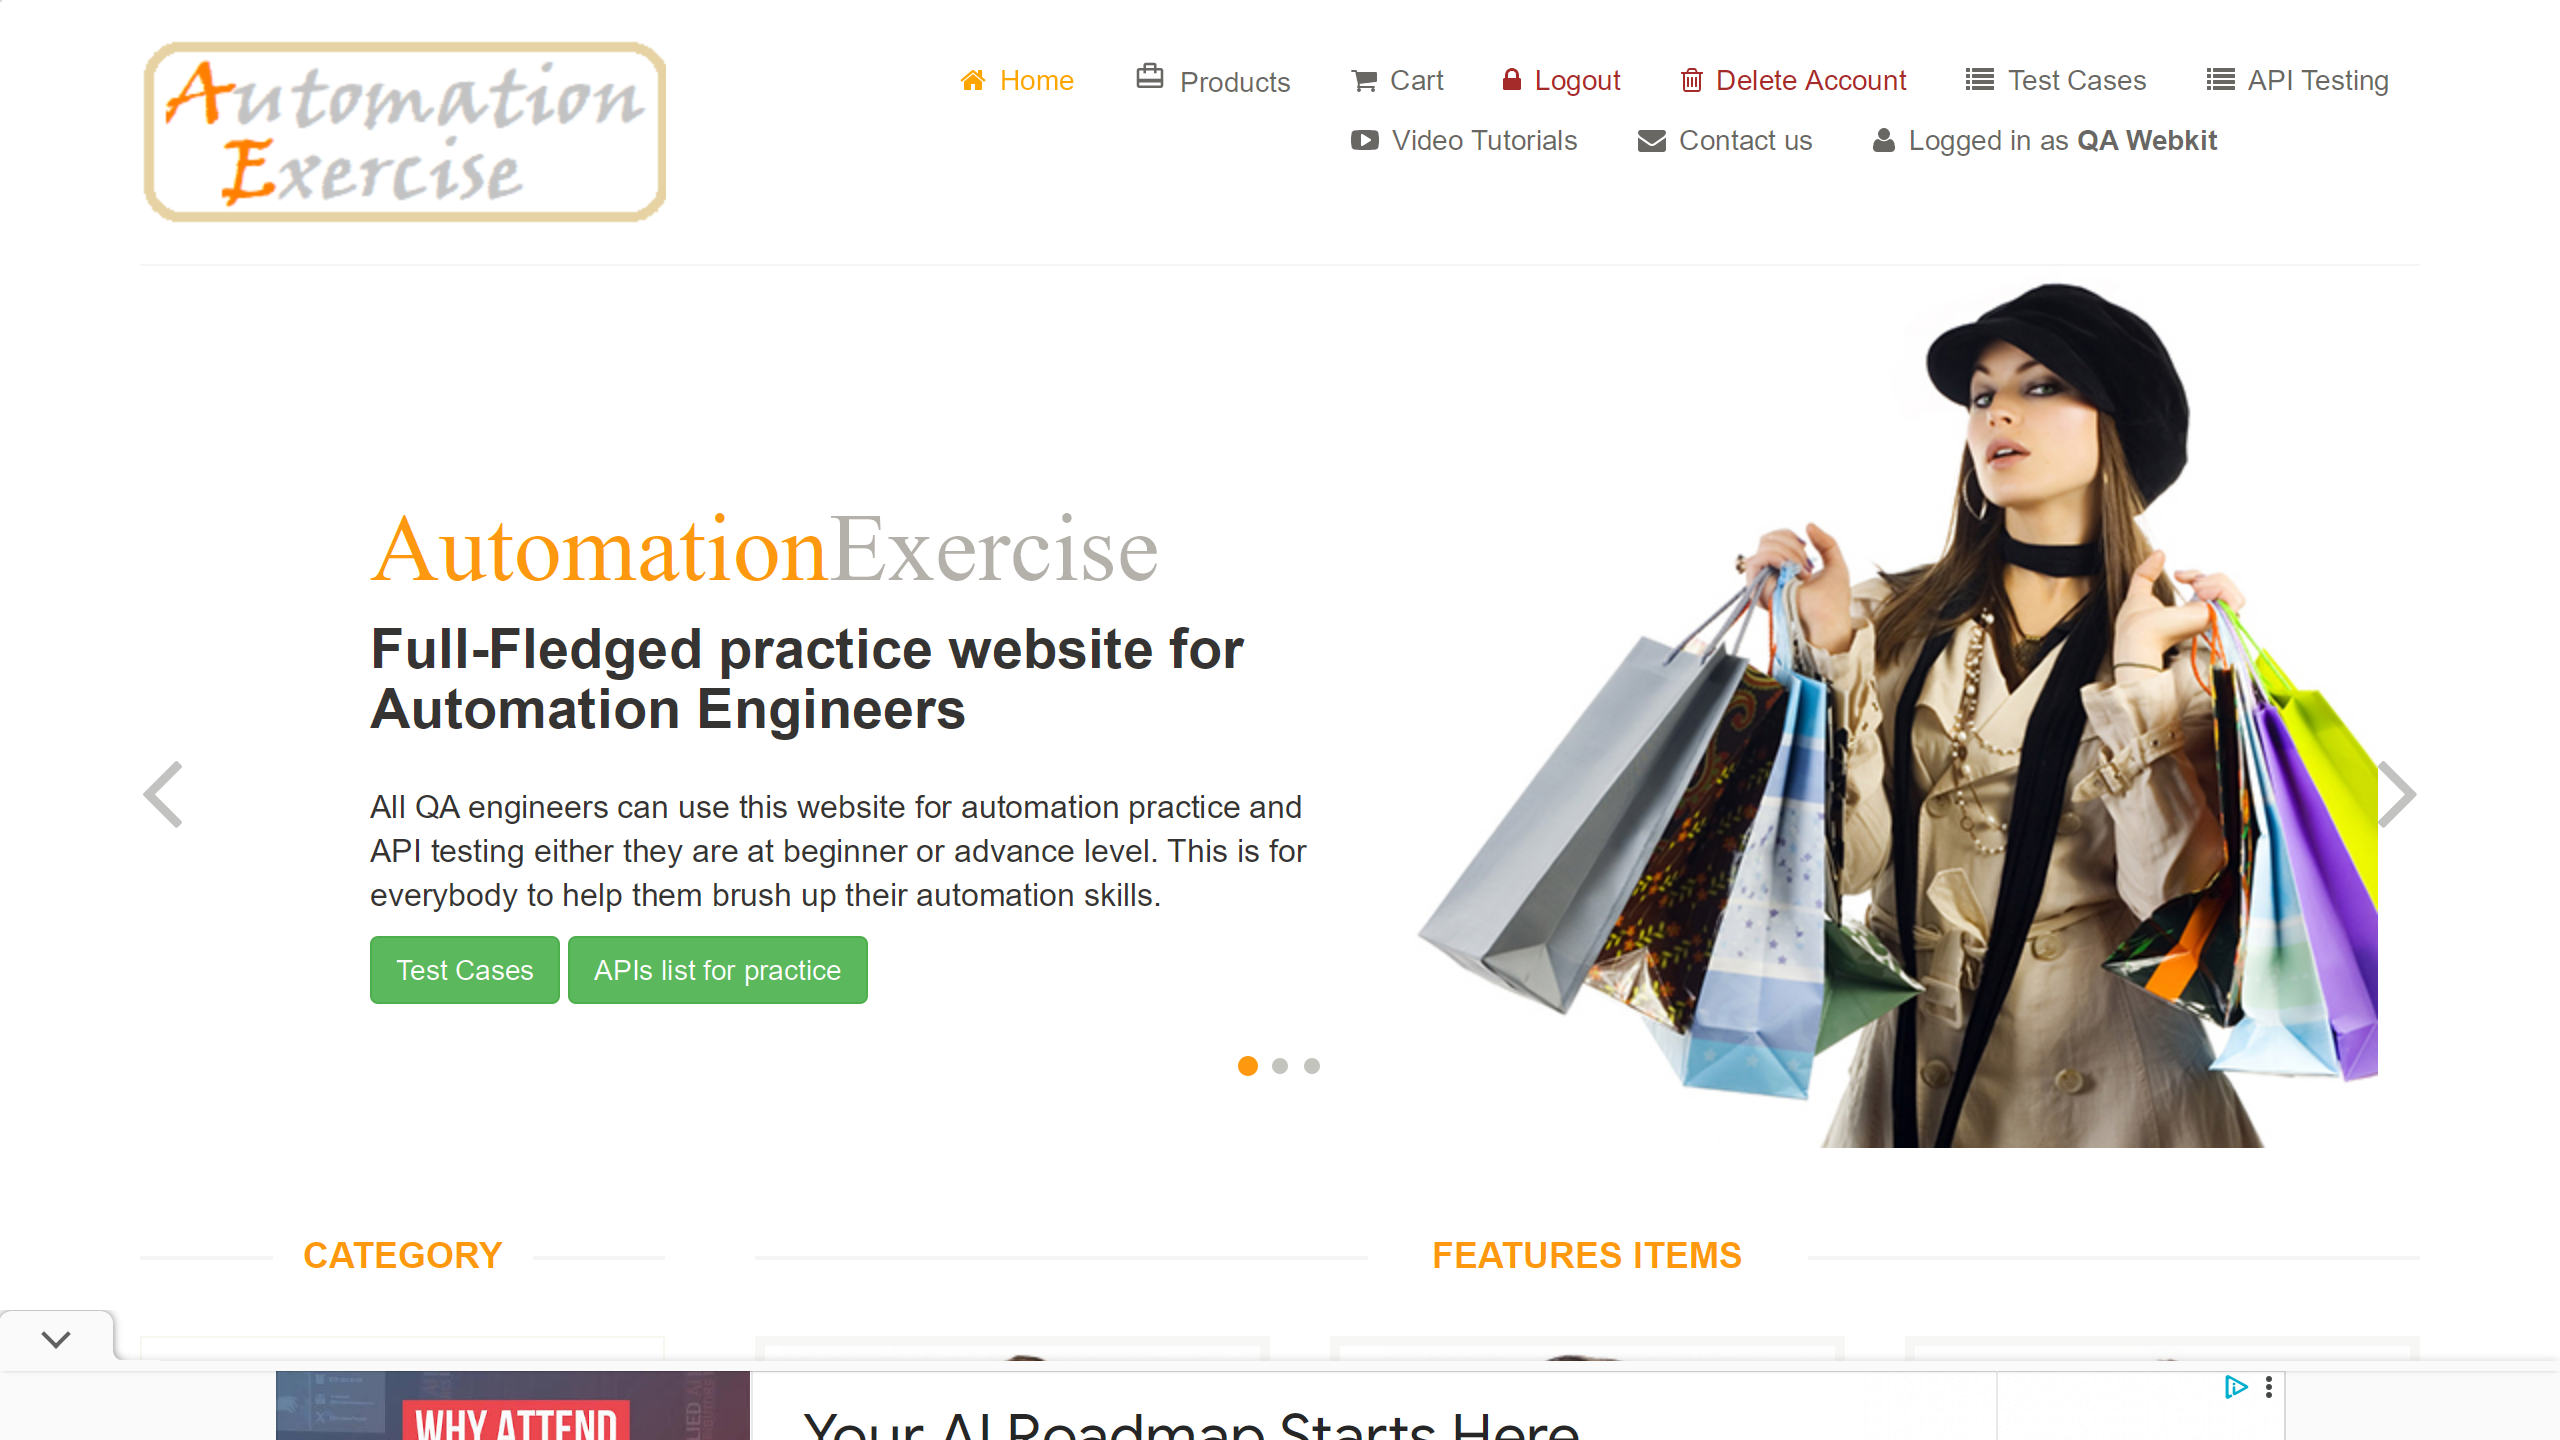 Automation
Exercise
Home Products Cart Logout Delete Account Test Cases API Testing
Video Tutorials Contact us Logged in as QA Webkit
AutomationExercise
Full-Fledged practice website for
Automation Engineers
All QA engineers can use this website for automation practice and
API testing either they are at beginner or advance level. This is for
everybody to help them brush up their automation skills.
Test Cases APIs list for practice
CATEGORY FEATURES ITEMS
WHY ATTEND
Your AI Roadmap Starts Here